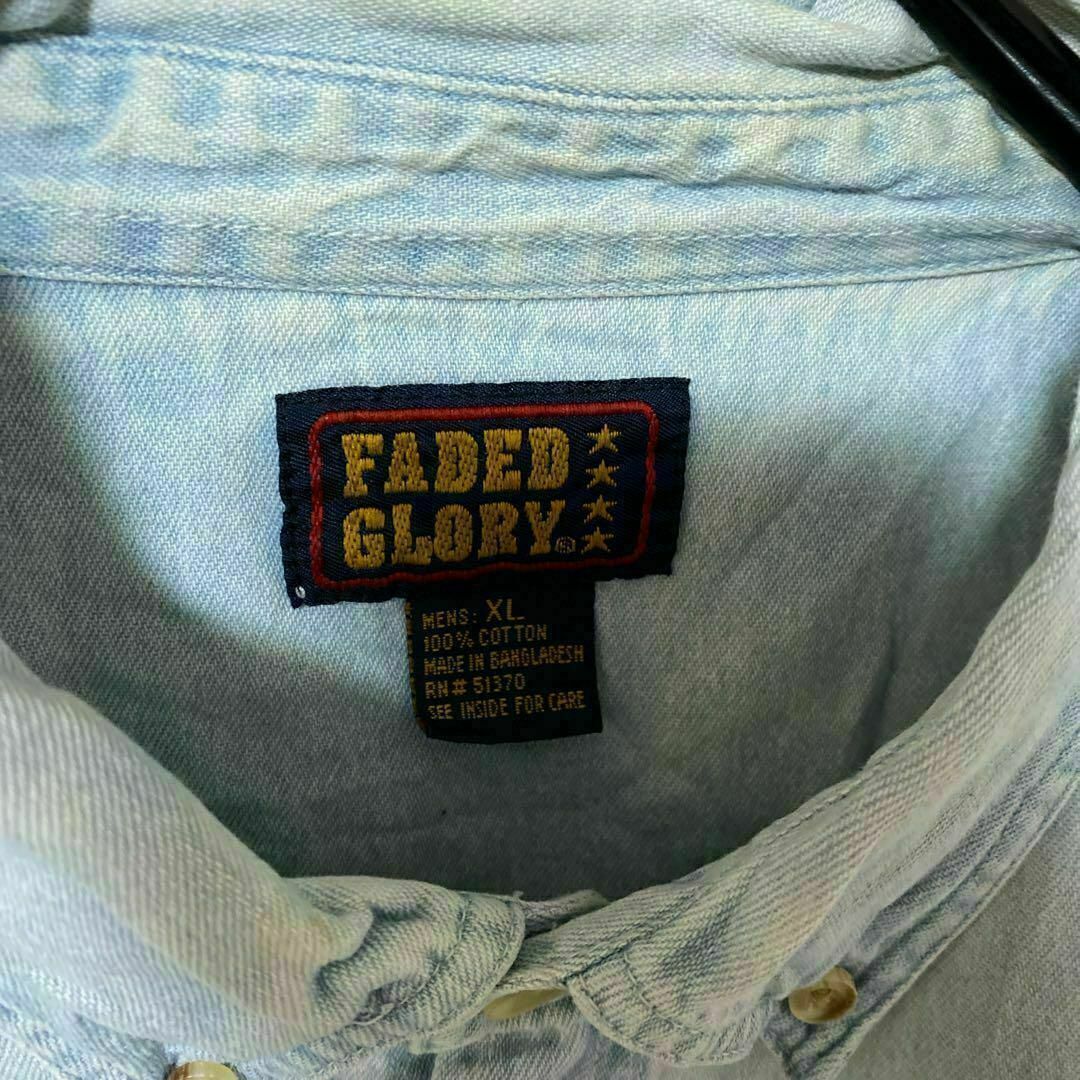 FADED
GLORY®
MENS: XL
100% COTTON
MADE IN BANGLADESH
RN# 51370
SEE INSIDE FOR CARE